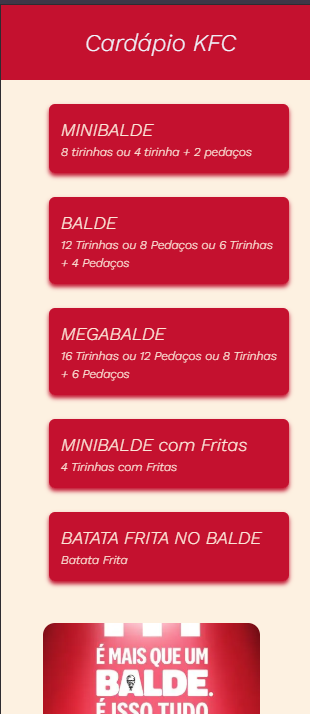 Cardápio KFC
MINIBALDE
8 tirinhas ou 4 tirinha + 2 pedaços
BALDE
12 Tirinhas ou 8 Pedaços ou 6 Tirinhas
+ 4 Pedaços
MEGABALDE
16 Tirinhas ou 12 Pedaços ou 8 Tirinhas
+ 6 Pedaços
MINIBALDE com Fritas
4 Tirinhas com Fritas
BATATA FRITA NO BALDE
Batata Frita
É MAIS QUE UM
BALDE.
É ISSO TUDO